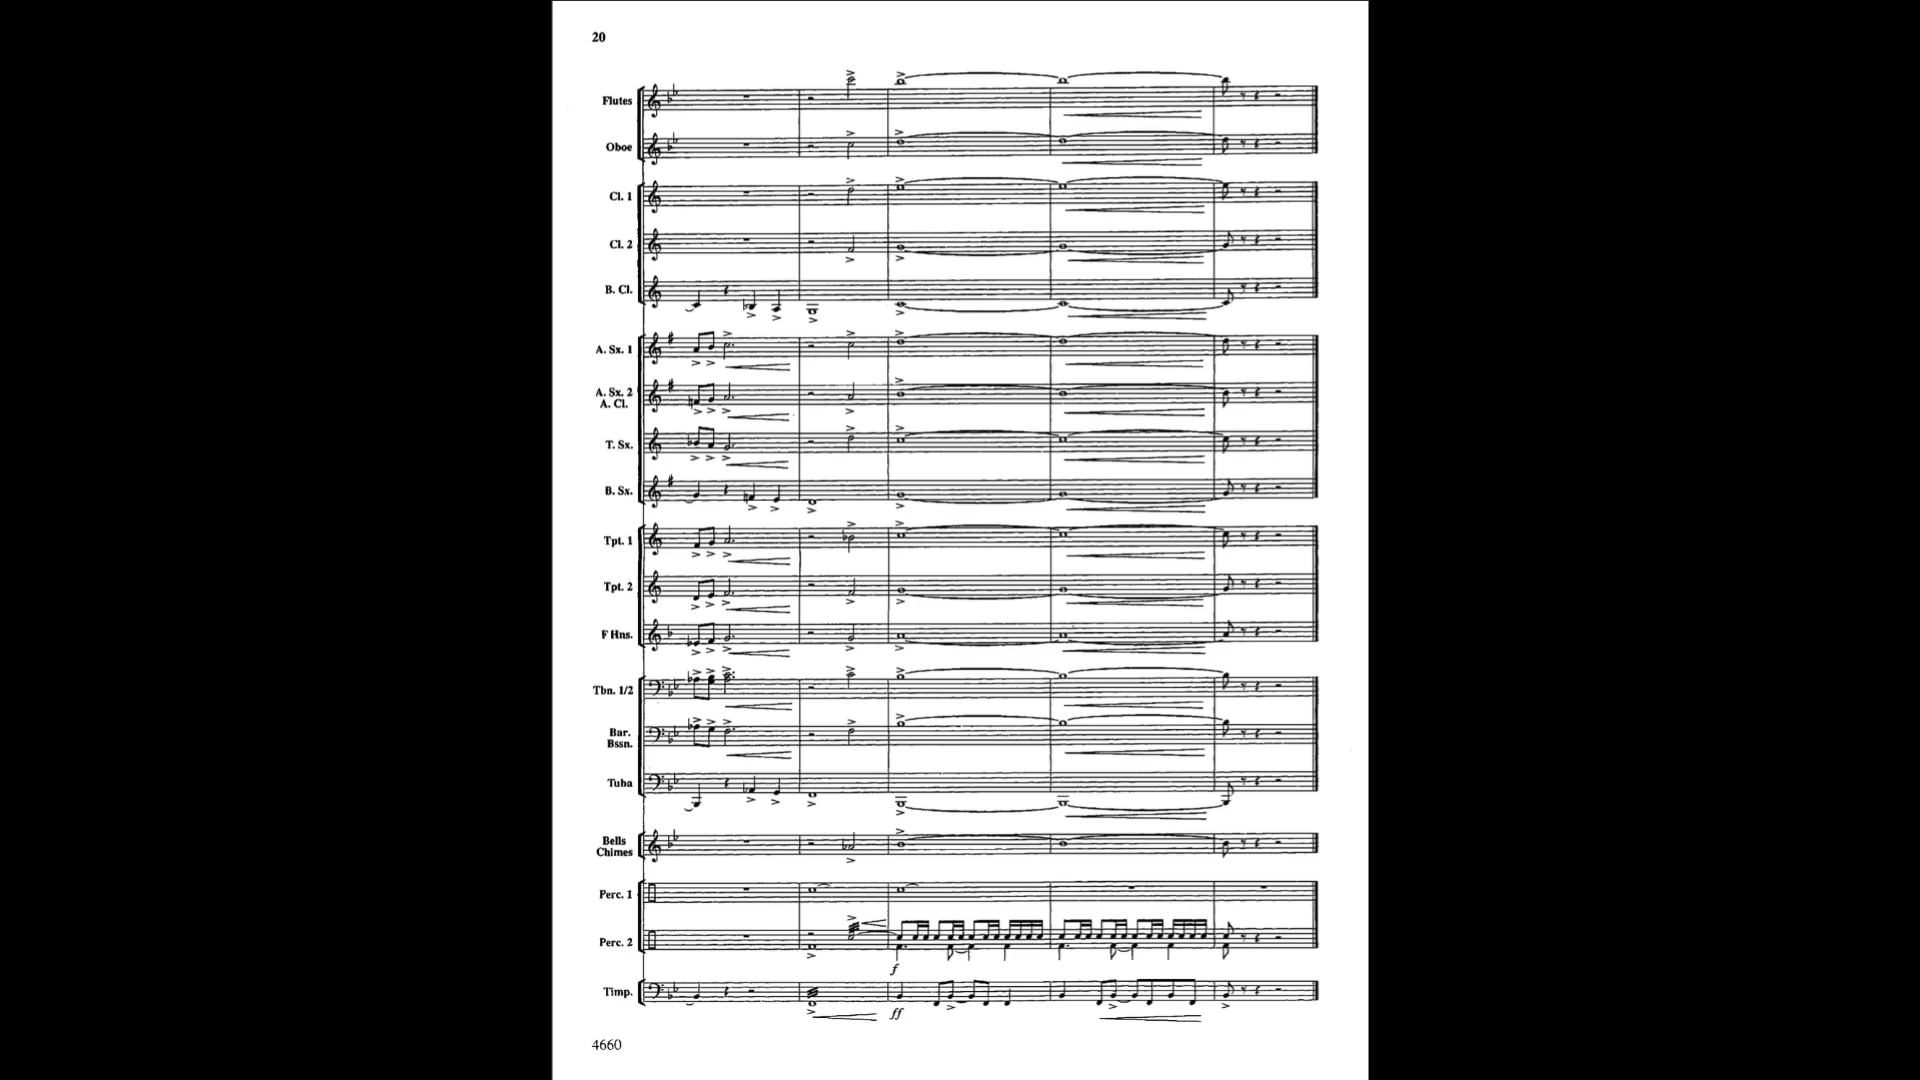 20
Flutes
Oboe
Cl. 1
Cl. 2
B. Cl.
A. Sx. 1
A. Sx. 2
A. Cl.
T. Sx.
B. Sx.
Tpt. 1
Tpt. 2
F Hns.
Tbn. 1/2
Bar.
Bssn.
Tuba
Bells
Chimes
Perc. 1
Perc. 2
f
Timp.
ff
4660